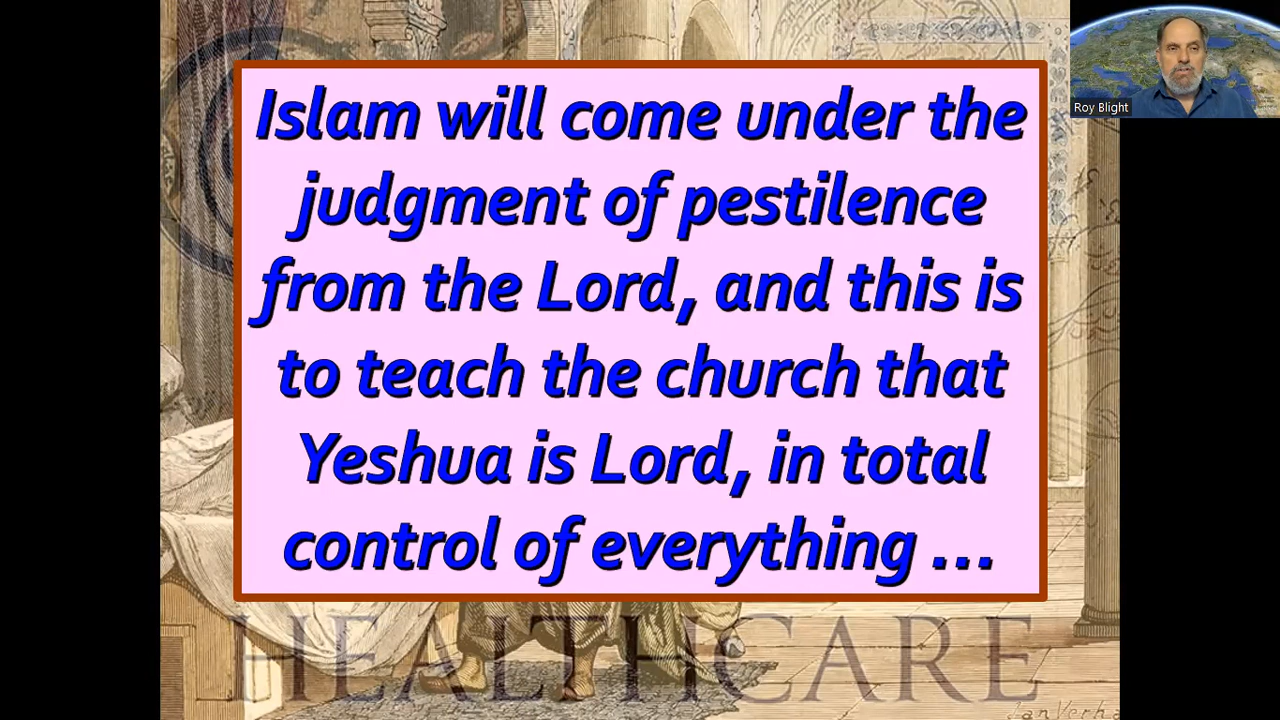 Islam will come under the
judgment of pestilence
from the Lord, and this is
to teach the church that
Yeshua is Lord, in total
control of everything ...
Roy Blight
HEALTHCARE